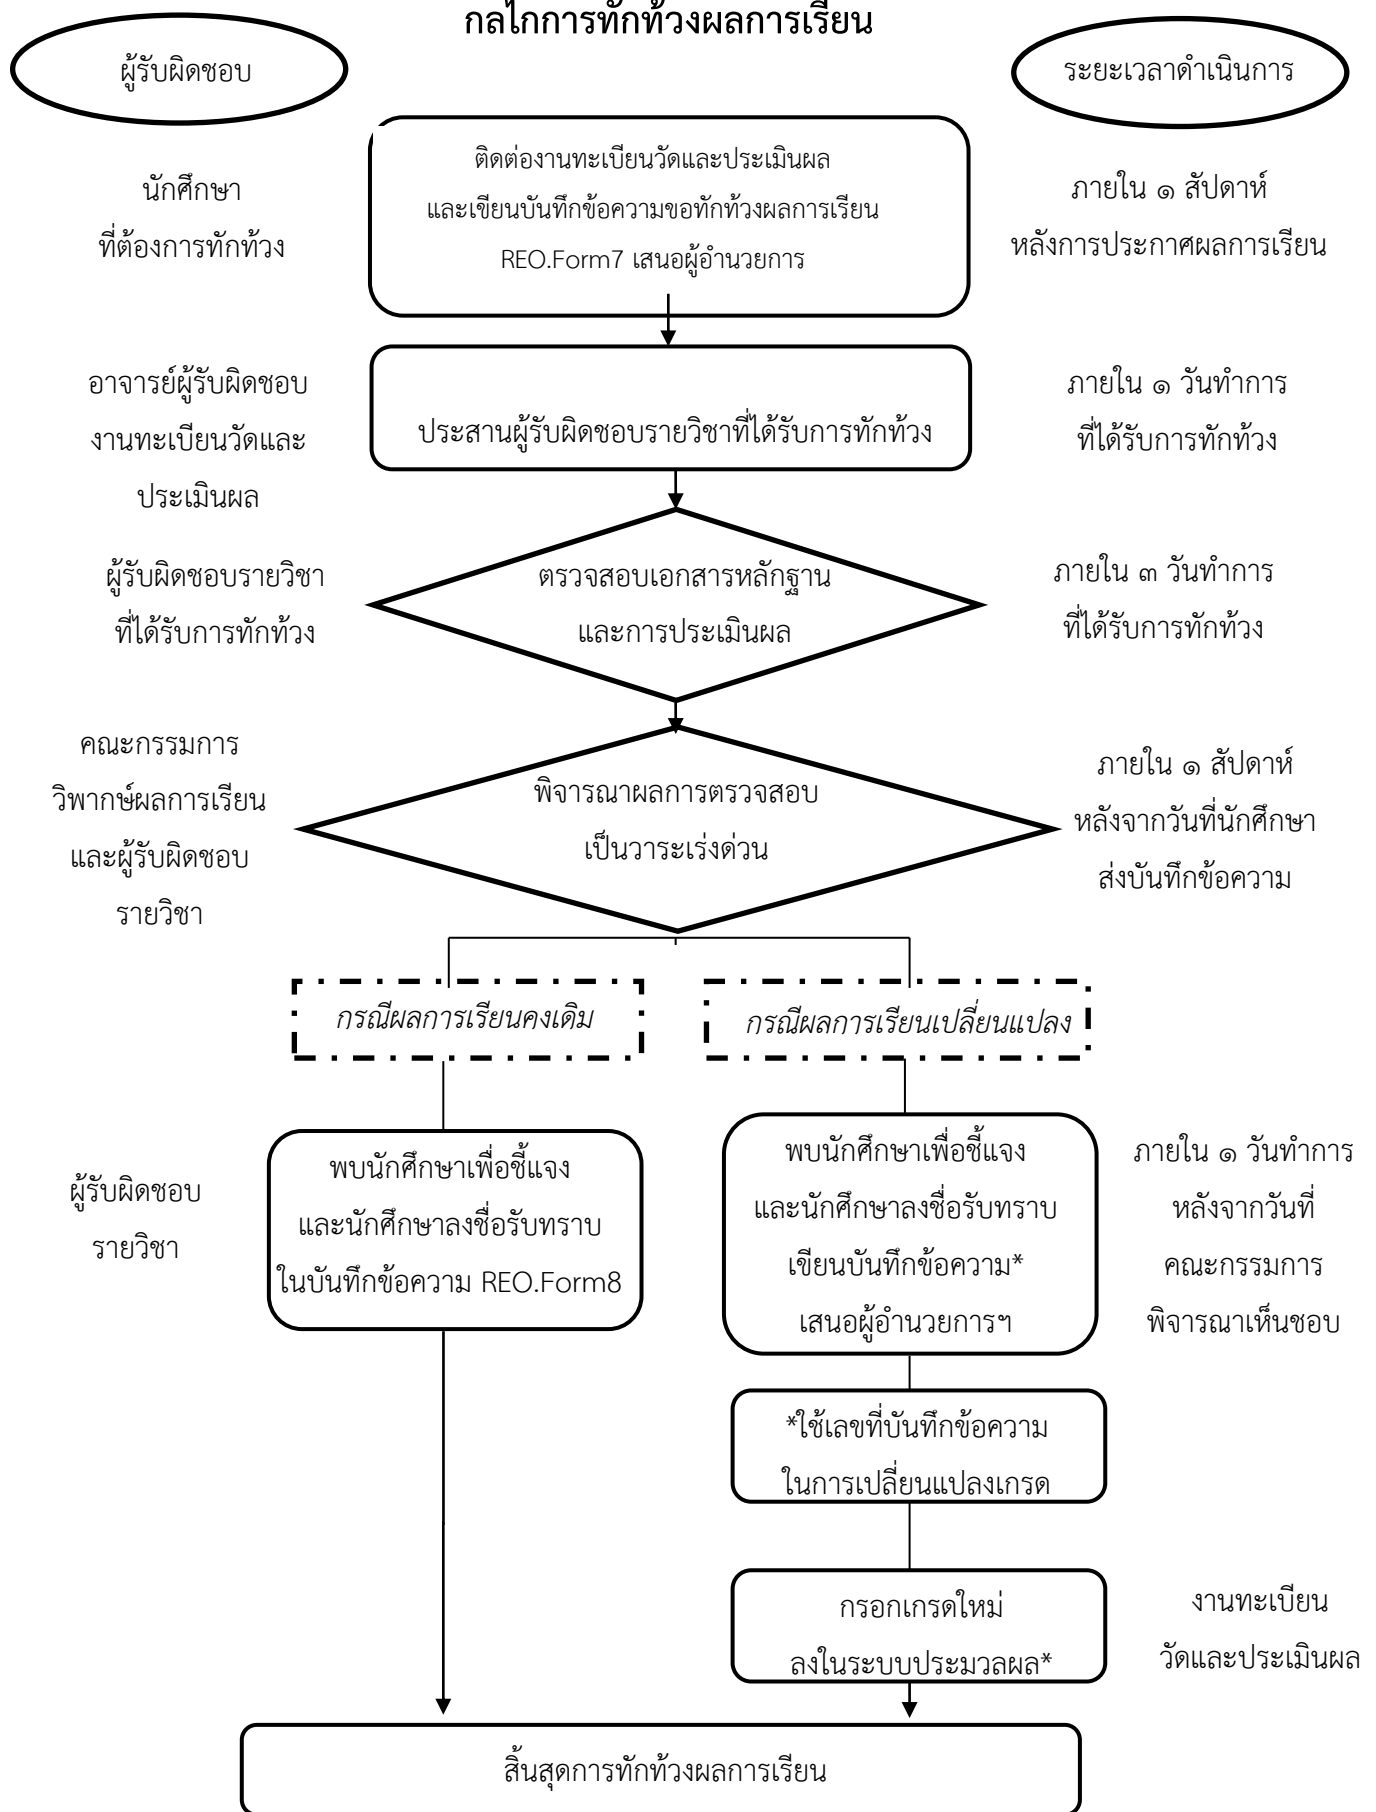 กลไกการทักท้วงผลการเรียน
ผู้รับผิดชอบ
ระยะเวลาดำเนินการ
นักศึกษา
ที่ต้องการทักท้วง
ติดต่องานทะเบียนวัดและประเมินผล
และเขียนบันทึกข้อความขอทักท้วงผลการเรียน
REO.Form7 เสนอผู้อำนวยการ
ภายใน ๑ สัปดาห์
หลังการประกาศผลการเรียน
อาจารย์ผู้รับผิดชอบ
งานทะเบียนวัดและ
ประเมินผล
ประสานผู้รับผิดชอบรายวิชาที่ได้รับการทักท้วง
ภายใน ๑ วันทำการ
ที่ได้รับการทักท้วง
ผู้รับผิดชอบรายวิชา
ที่ได้รับการทักท้วง
ตรวจสอบเอกสารหลักฐาน
และการประเมินผล
ภายใน ๓ วันทำการ
ที่ได้รับการทักท้วง
คณะกรรมการ
วิพากษ์ผลการเรียน
และผู้รับผิดชอบ
รายวิชา
พิจารณาผลการตรวจสอบ
เป็นวาระเร่งด่วน
ภายใน ๑ สัปดาห์
หลังจากวันที่นักศึกษา
ส่งบันทึกข้อความ
กรณีผลการเรียนคงเดิม
กรณีผลการเรียนเปลี่ยนแปลง
ผู้รับผิดชอบ
รายวิชา
พบนักศึกษาเพื่อชี้แจง
และนักศึกษาลงชื่อรับทราบ
ในบันทึกข้อความ REO.Form8
พบนักศึกษาเพื่อชี้แจง
และนักศึกษาลงชื่อรับทราบ
เขียนบันทึกข้อความ*
เสนอผู้อำนวยการฯ
ภายใน ๑ วันทำการ
หลังจากวันที่
คณะกรรมการ
พิจารณาเห็นชอบ
*ใช้เลขที่บันทึกข้อความ
ในการเปลี่ยนแปลงเกรด
กรอกเกรดใหม่
ลงในระบบประมวลผล*
งานทะเบียน
วัดและประเมินผล
สิ้นสุดการทักท้วงผลการเรียน